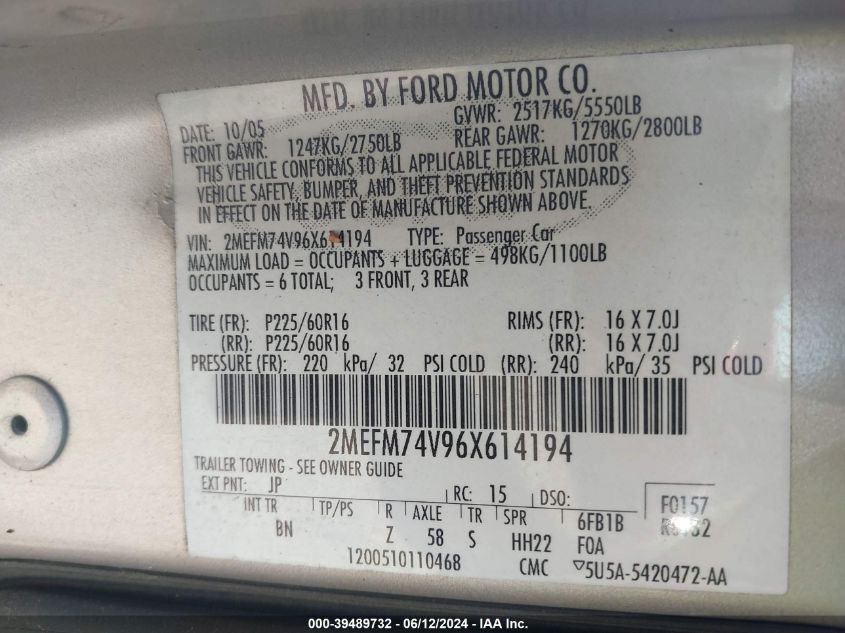 MFD. BY FORD MOTOR CO.
DATE: 10/05 GVWR: 2517KG/5550LB
FRONT GAWR: 1247KG/2750LB REAR GAWR: 1270KG/2800LB
THIS VEHICLE CONFORMS TO ALL APPLICABLE FEDERAL MOTOR
VEHICLE SAFETY, BUMPER, AND THEFT PREVENTION STANDARDS
IN EFFECT ON THE DATE OF MANUFACTURE SHOWN ABOVE.
VIN: 2MEFM74V96X614194 TYPE: Passenger Car
MAXIMUM LOAD = OCCUPANTS + LUGGAGE = 498KG/1100LB
OCCUPANTS = 6 TOTAL; 3 FRONT, 3 REAR
TIRE (FR): P225/60R16 RIMS (FR): 16 X 7.0J
(RR): P225/60R16 (RR): 16 X 7.0J
PRESSURE (FR): 220 kPa/ 32 PSI COLD (RR): 240 kPa/ 35 PSI COLD
2MEFM74V96X614194
TRAILER TOWING - SEE OWNER GUIDE
EXT PNT: JP RC: 15 DSO: F0157
INT TR TP/PS R AXLE TR SPR 6FB1B
BN Z 58 S HH22 FOA
1200510110468 CMC ▽5U5A-5420472-AA
000-39489732 - 06/12/2024 - IAA Inc.